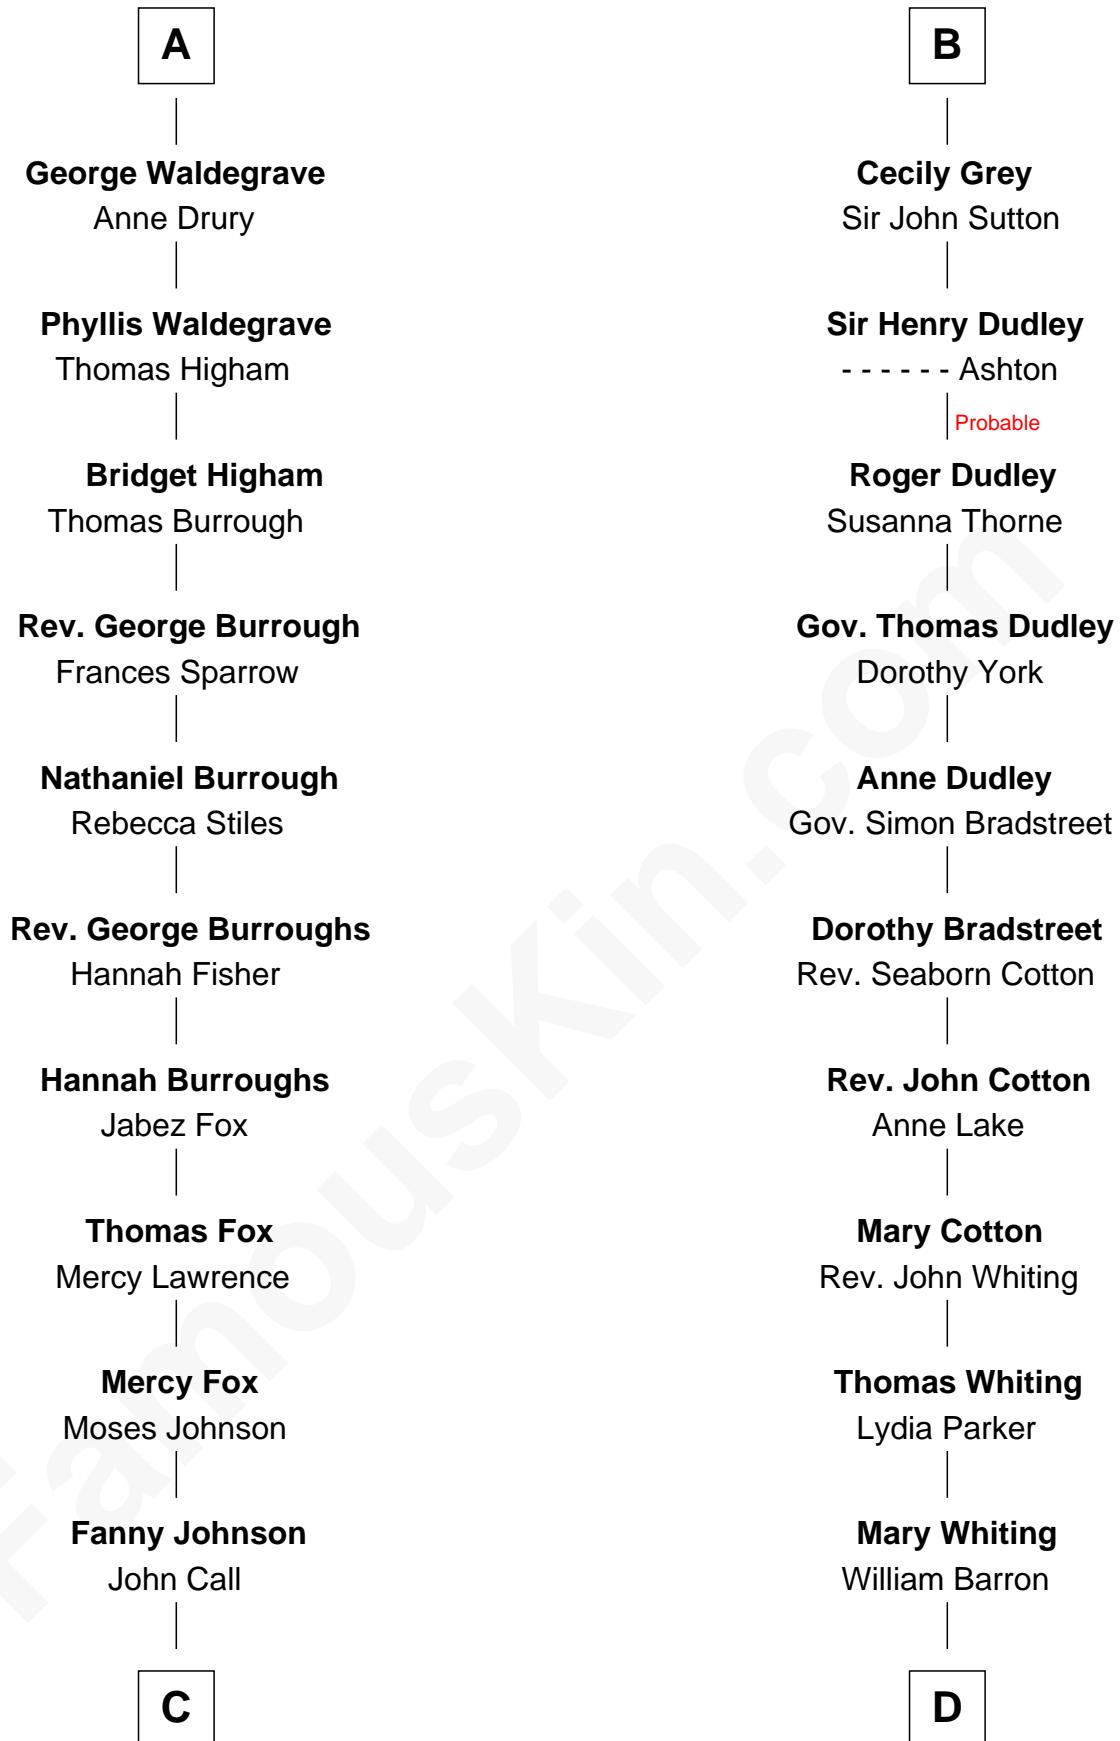 A
George Waldegrave
Anne Drury
Phyllis Waldegrave
Thomas Higham
Bridget Higham
Thomas Burrough
Rev. George Burrough
Frances Sparrow
Nathaniel Burrough
Rebecca Stiles
Rev. George Burroughs
Hannah Fisher
Hannah Burroughs
Jabez Fox
Thomas Fox
Mercy Lawrence
Mercy Fox
Moses Johnson
Fanny Johnson
John Call
C
B
Cecily Grey
Sir John Sutton
Sir Henry Dudley
- - - - - - Ashton
Probable
Roger Dudley
Susanna Thorne
Gov. Thomas Dudley
Dorothy York
Anne Dudley
Gov. Simon Bradstreet
Dorothy Bradstreet
Rev. Seaborn Cotton
Rev. John Cotton
Anne Lake
Mary Cotton
Rev. John Whiting
Thomas Whiting
Lydia Parker
Mary Whiting
William Barron
D
FamousKin.com